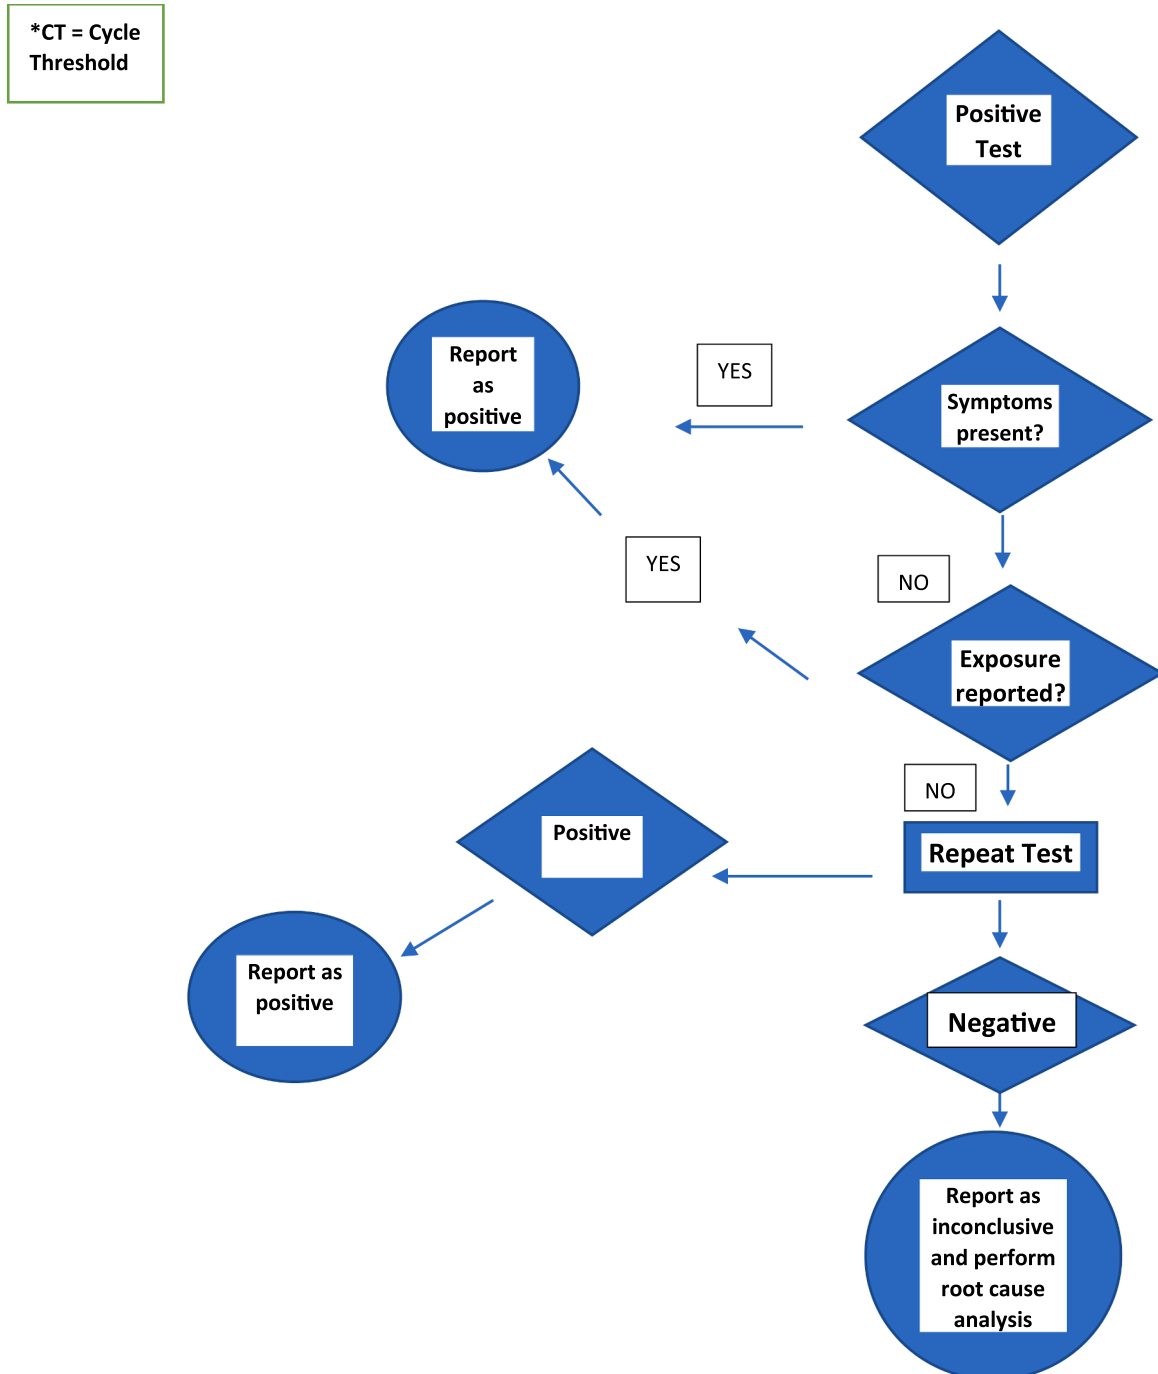 *CT = Cycle
Threshold
Positive
Test
Report
as
positive
YES
Symptoms
present?
YES
NO
Exposure
reported?
NO
Positive
Repeat Test
Report as
positive
Negative
Report as
inconclusive
and perform
root cause
analysis